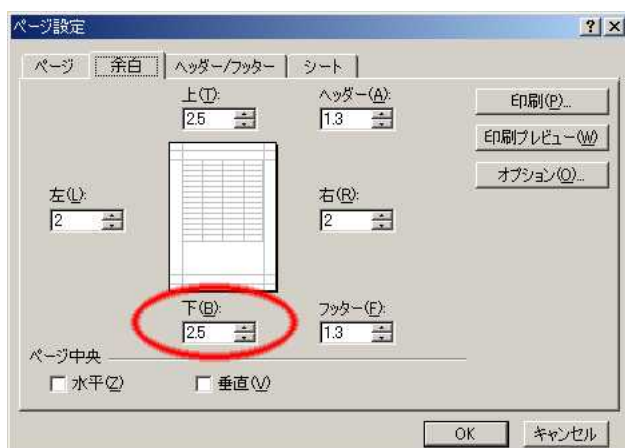 ページ設定
ページ 余白 ヘッダー/フッター シート
上(T): ヘッダー(A):
2.5 1.3
印刷(P)...
印刷プレビュー(W)
オプション(O)...
左(L): 右(R):
2 2
下(B): フッター(F):
2.5 1.3
ページ中央
水平(Z) 垂直(V)
OK キャンセル